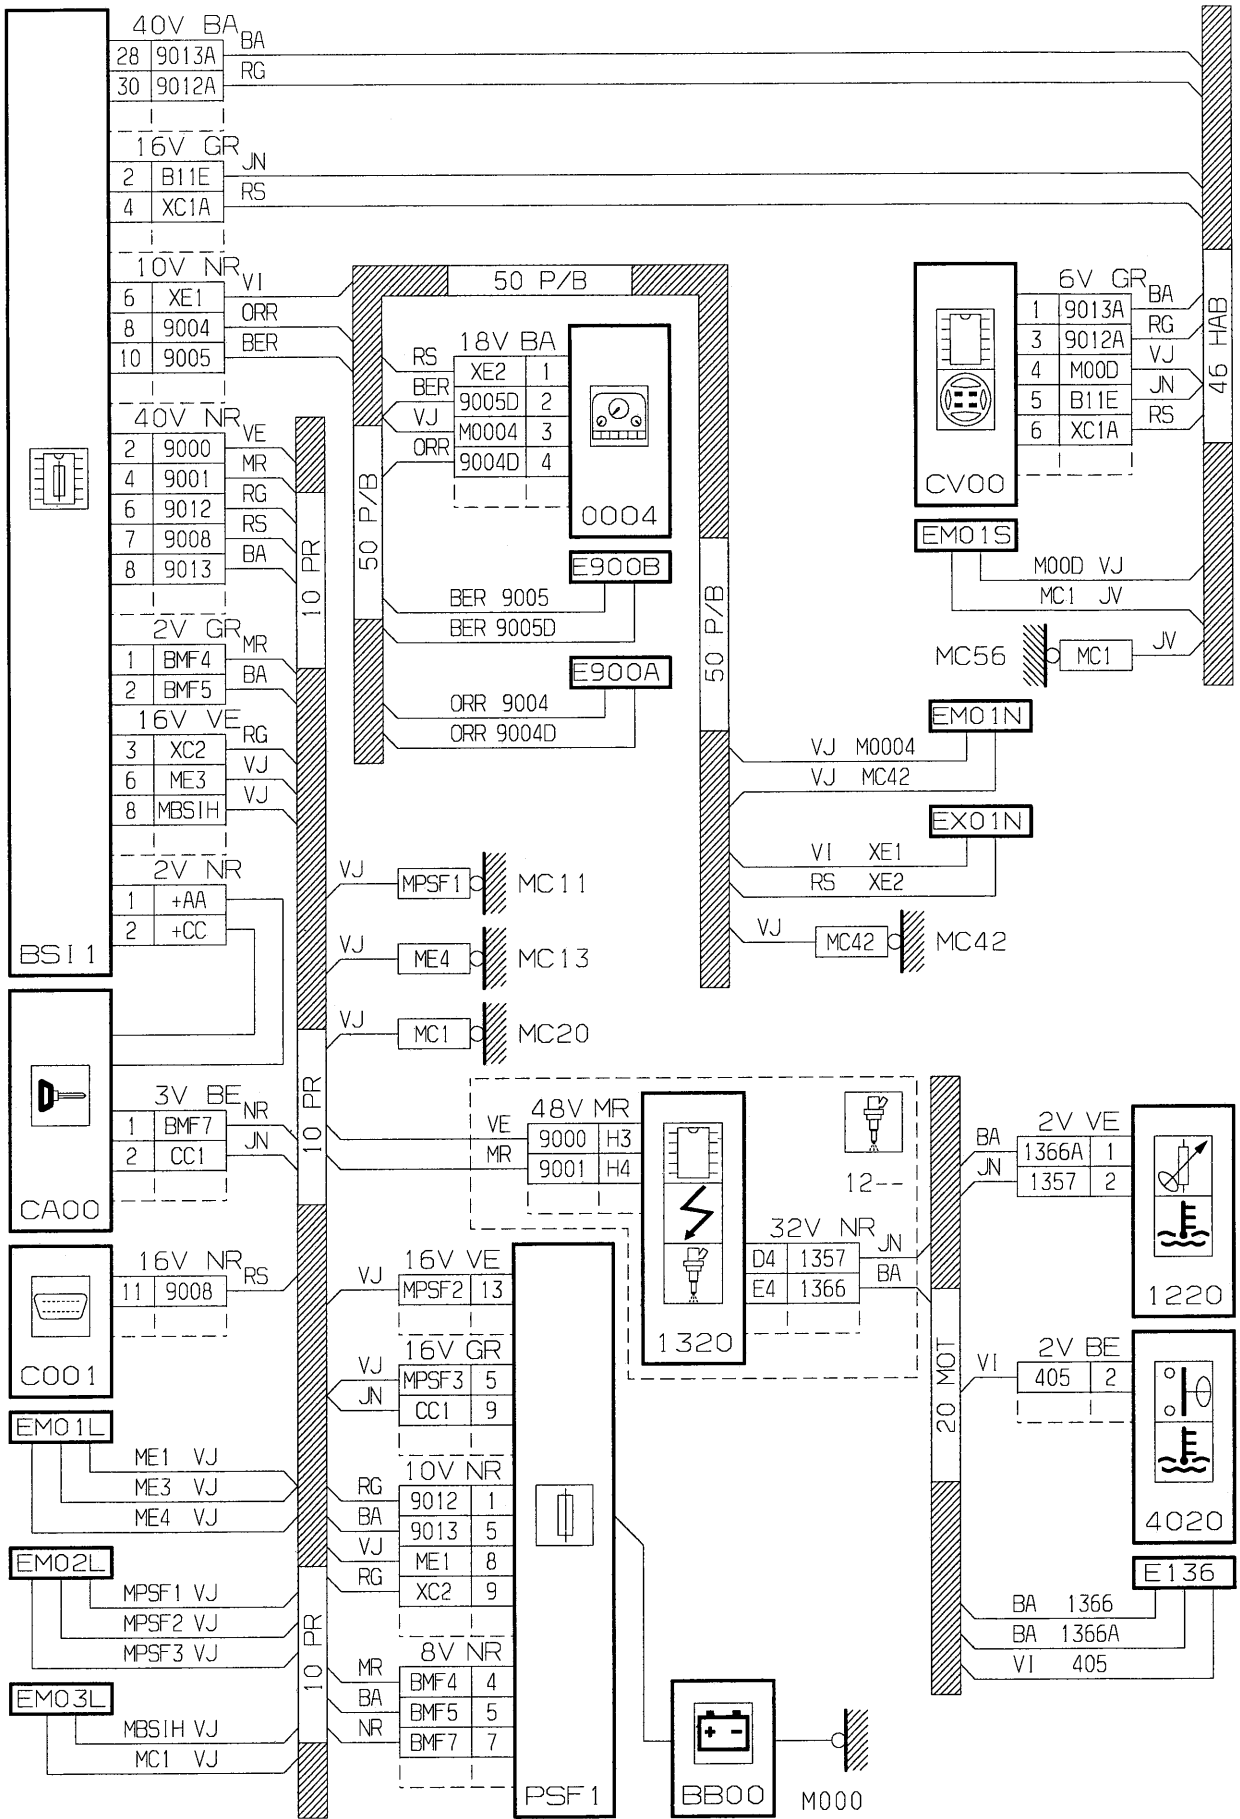 40V BA
28 9013A BA
30 9012A RG
16V GR
2 B11E JN
4 XC1A RS
10V NR
6 XE1 VI
8 9004 ORR
10 9005 BER
40V NR
2 9000 VE
4 9001 MR
6 9012 RG
7 9008 RS
8 9013 BA
2V GR
1 BMF4 MR
2 BMF5 BA
16V VE
3 XC2 RG
6 ME3 VJ
8 MBSIH VJ
2V NR
1 +AA
2 +CC
BSI1
3V BE
1 BMF7 NR
2 CC1 JN
CA00
16V NR
11 9008 RS
C001
EM01L
ME1 VJ
ME3 VJ
ME4 VJ
EM02L
MPSF1 VJ
MPSF2 VJ
MPSF3 VJ
EM03L
MBSIH VJ
MC1 VJ
10 PR
10 PR
10 PR
50 P/B
50 P/B
50 P/B
18V BA
RS XE2 1
BER 9005D 2
VJ M0004 3
ORR 9004D 4
0004
E900B
BER 9005
BER 9005D
E900A
ORR 9004
ORR 9004D
VJ MPSF1 MC11
VJ ME4 MC13
VJ MC1 MC20
48V MR
VE 9000 H3
MR 9001 H4
12--
32V NR
D4 1357 JN
E4 1366 BA
1320
16V VE
VJ MPSF2 13
16V GR
VJ MPSF3 5
JN CC1 9
10V NR
RG 9012 1
BA 9013 5
VJ ME1 8
RG XC2 9
8V NR
MR BMF4 4
BA BMF5 5
NR BMF7 7
PSF1
+ -
BB00
M000
6V GR
1 9013A BA
3 9012A RG
4 M00D VJ
5 B11E JN
6 XC1A RS
CV00
46 HAB
EM01S
M00D VJ
MC1 JV
MC56 MC1 JV
EM01N
VJ M0004
VJ MC42
EX01N
VI XE1
RS XE2
VJ MC42 MC42
20 MOT
2V VE
BA 1366A 1
JN 1357 2
1220
2V BE
VI 405 2
4020
E136
BA 1366
BA 1366A
VI 405